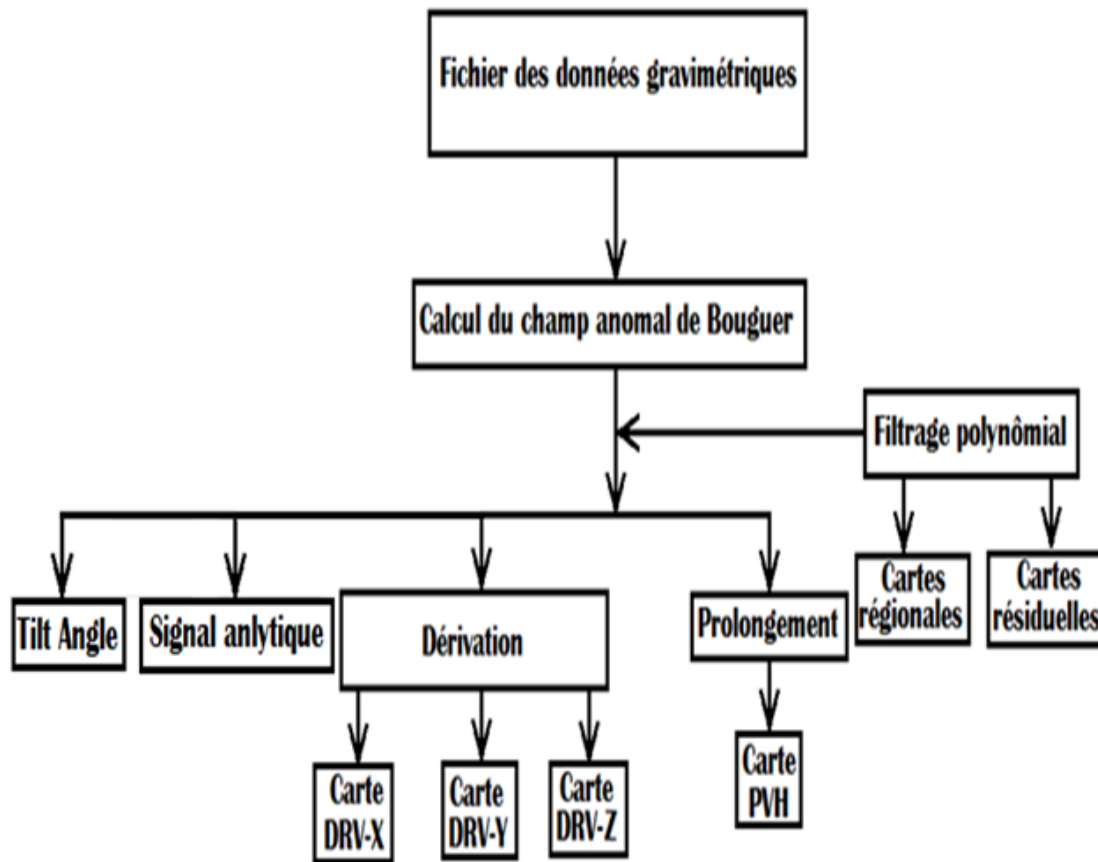 Fichier des données gravimétriques
Calcul du champ anomal de Bouguer
Filtrage polynômial
Cartes
régionales
Cartes
résiduelles
Tilt Angle
Signal anlytique
Dérivation
Prolongement
Carte
DRV-X
Carte
DRV-Y
Carte
DRV-Z
Carte
PVH